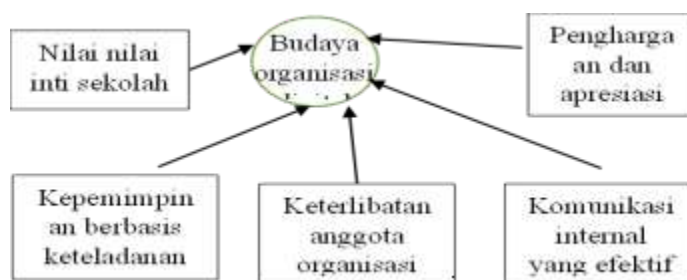 Nilai nilai
inti sekolah
Budaya
organisasi
Pengharga
an dan
apresiasi
Kepemimpin
an berbasis
keteladanan
Keterlibatan
anggota
organisasi
Komunikasi
internal
yang efektif